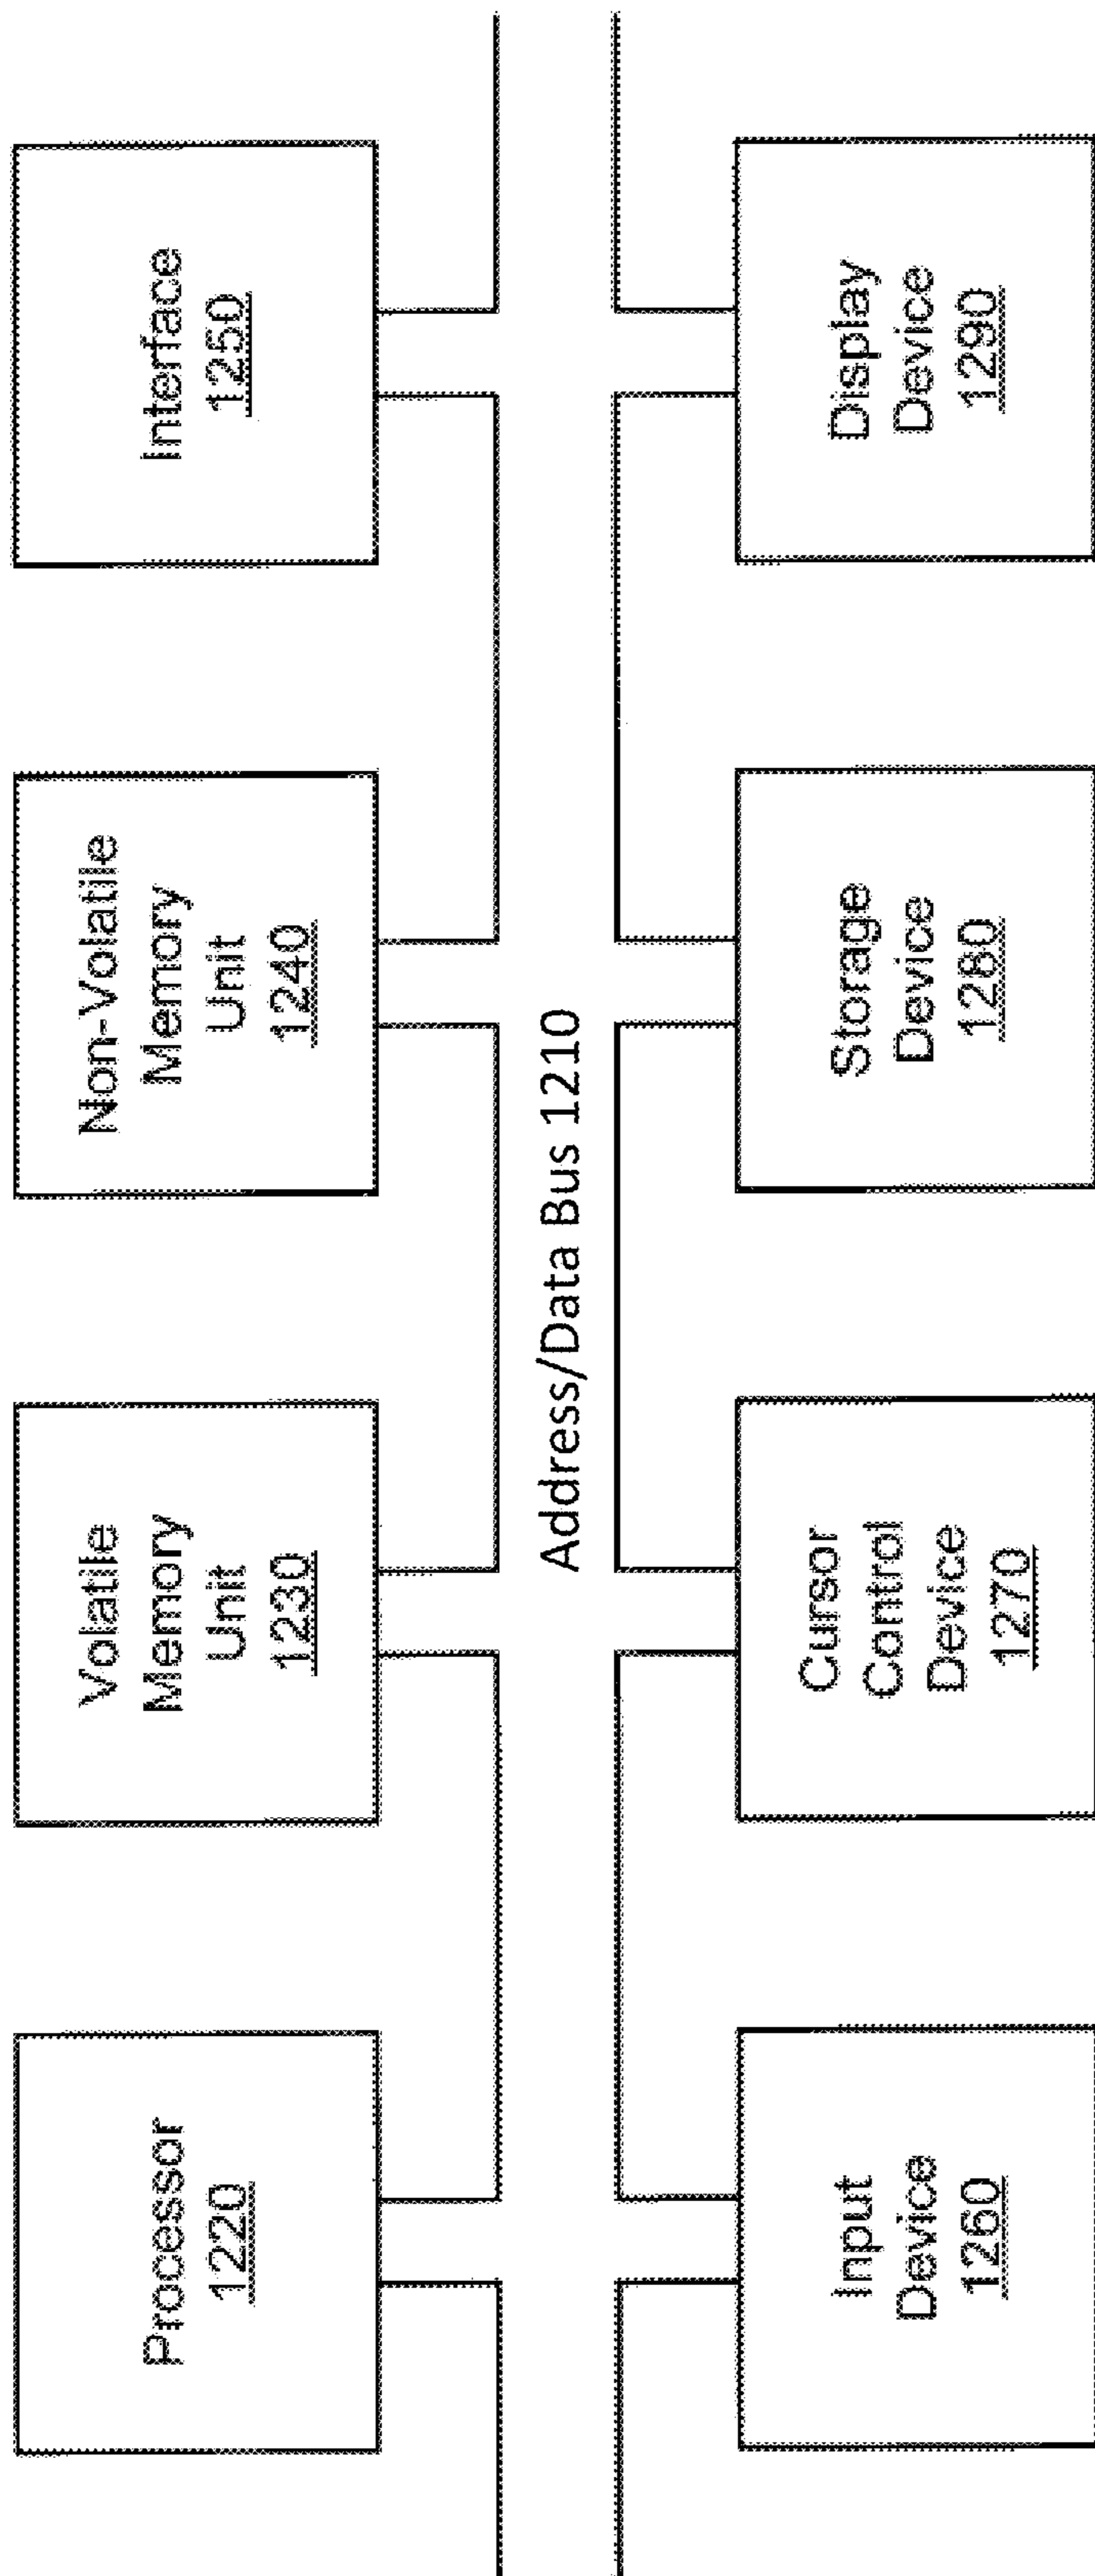 Processor
1220
Volatile
Memory
Unit
1230
Non-Volatile
Memory
Unit
1240
Interface
1250
Address/Data Bus 1210
Input
Device
1260
Cursor
Control
Device
1270
Storage
Device
1280
Display
Device
1290